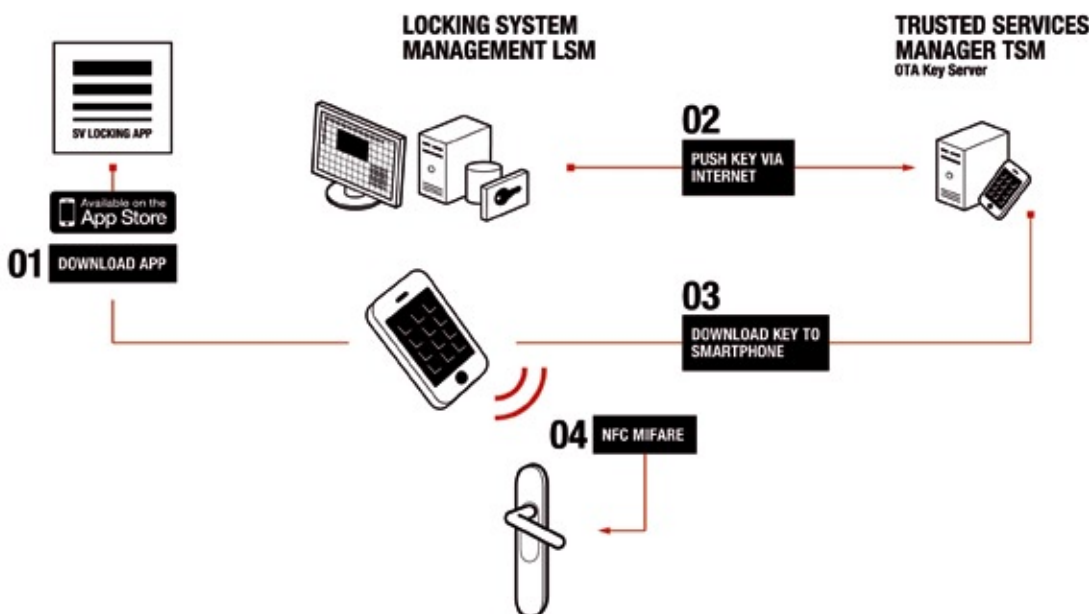 LOCKING SYSTEM
MANAGEMENT LSM
TRUSTED SERVICES
MANAGER TSM
OTA Key Server
SV LOCKING APP
Available on the
App Store
01 DOWNLOAD APP
02
PUSH KEY VIA
INTERNET
03
DOWNLOAD KEY TO
SMARTPHONE
04 NFC MIFARE